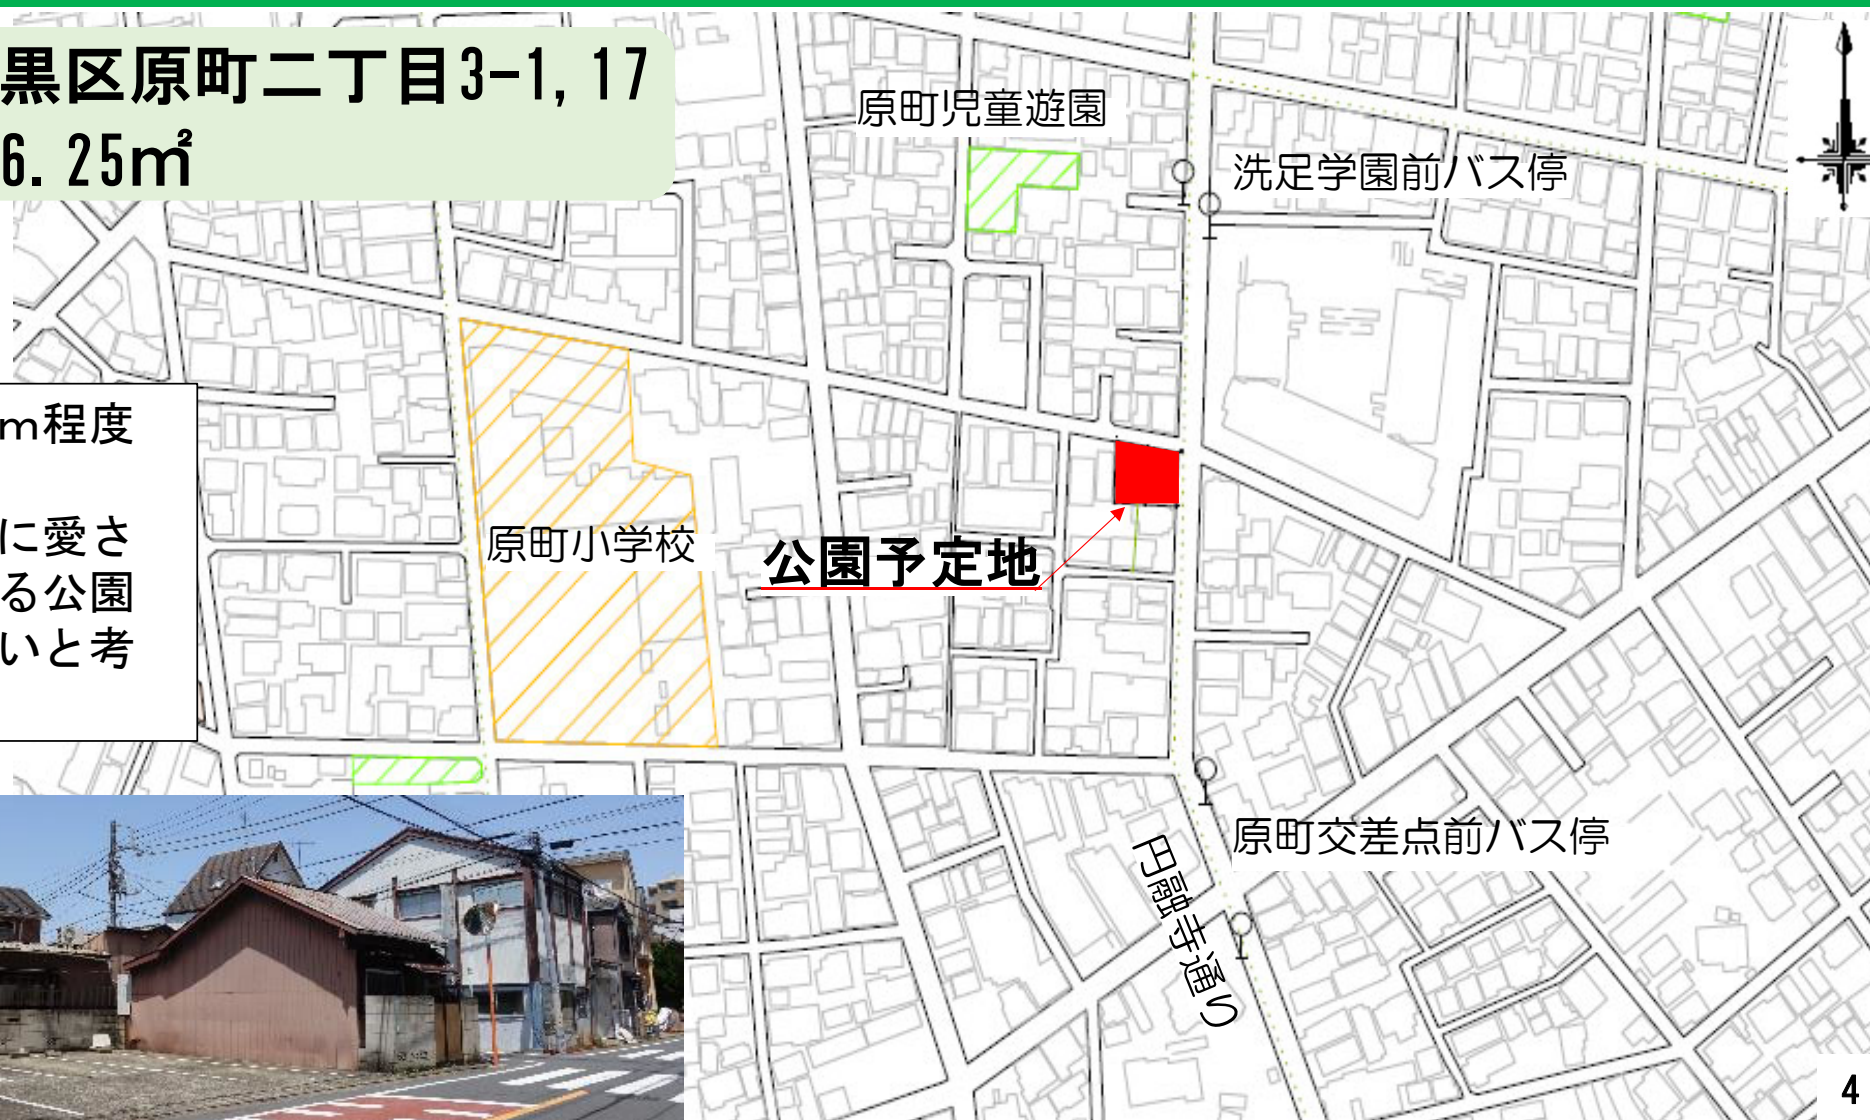 黒区原町二丁目3-1,17
6.25㎡
原町児童遊園
洗足学園前バス停
m程度
に愛さ
る公園
いと考
原町小学校
公園予定地
原町交差点前バス停
円融寺通り
4